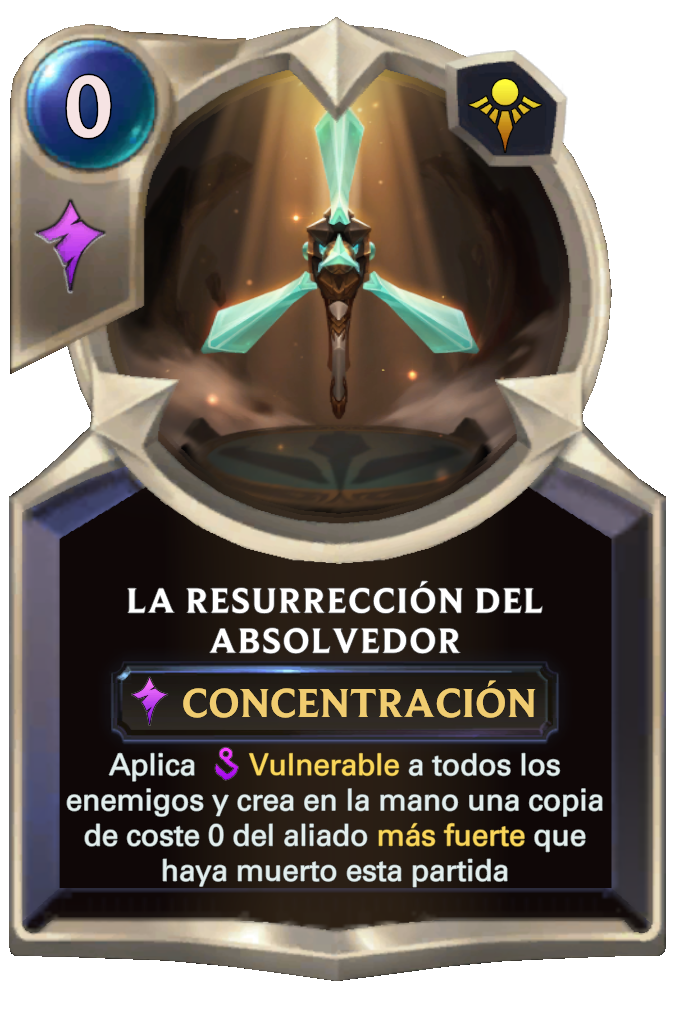 0
LA RESURRECCIÓN DEL
ABSOLVEDOR
CONCENTRACIÓN
Aplica Vulnerable a todos los
enemigos y crea en la mano una copia
de coste 0 del aliado más fuerte que
haya muerto esta partida